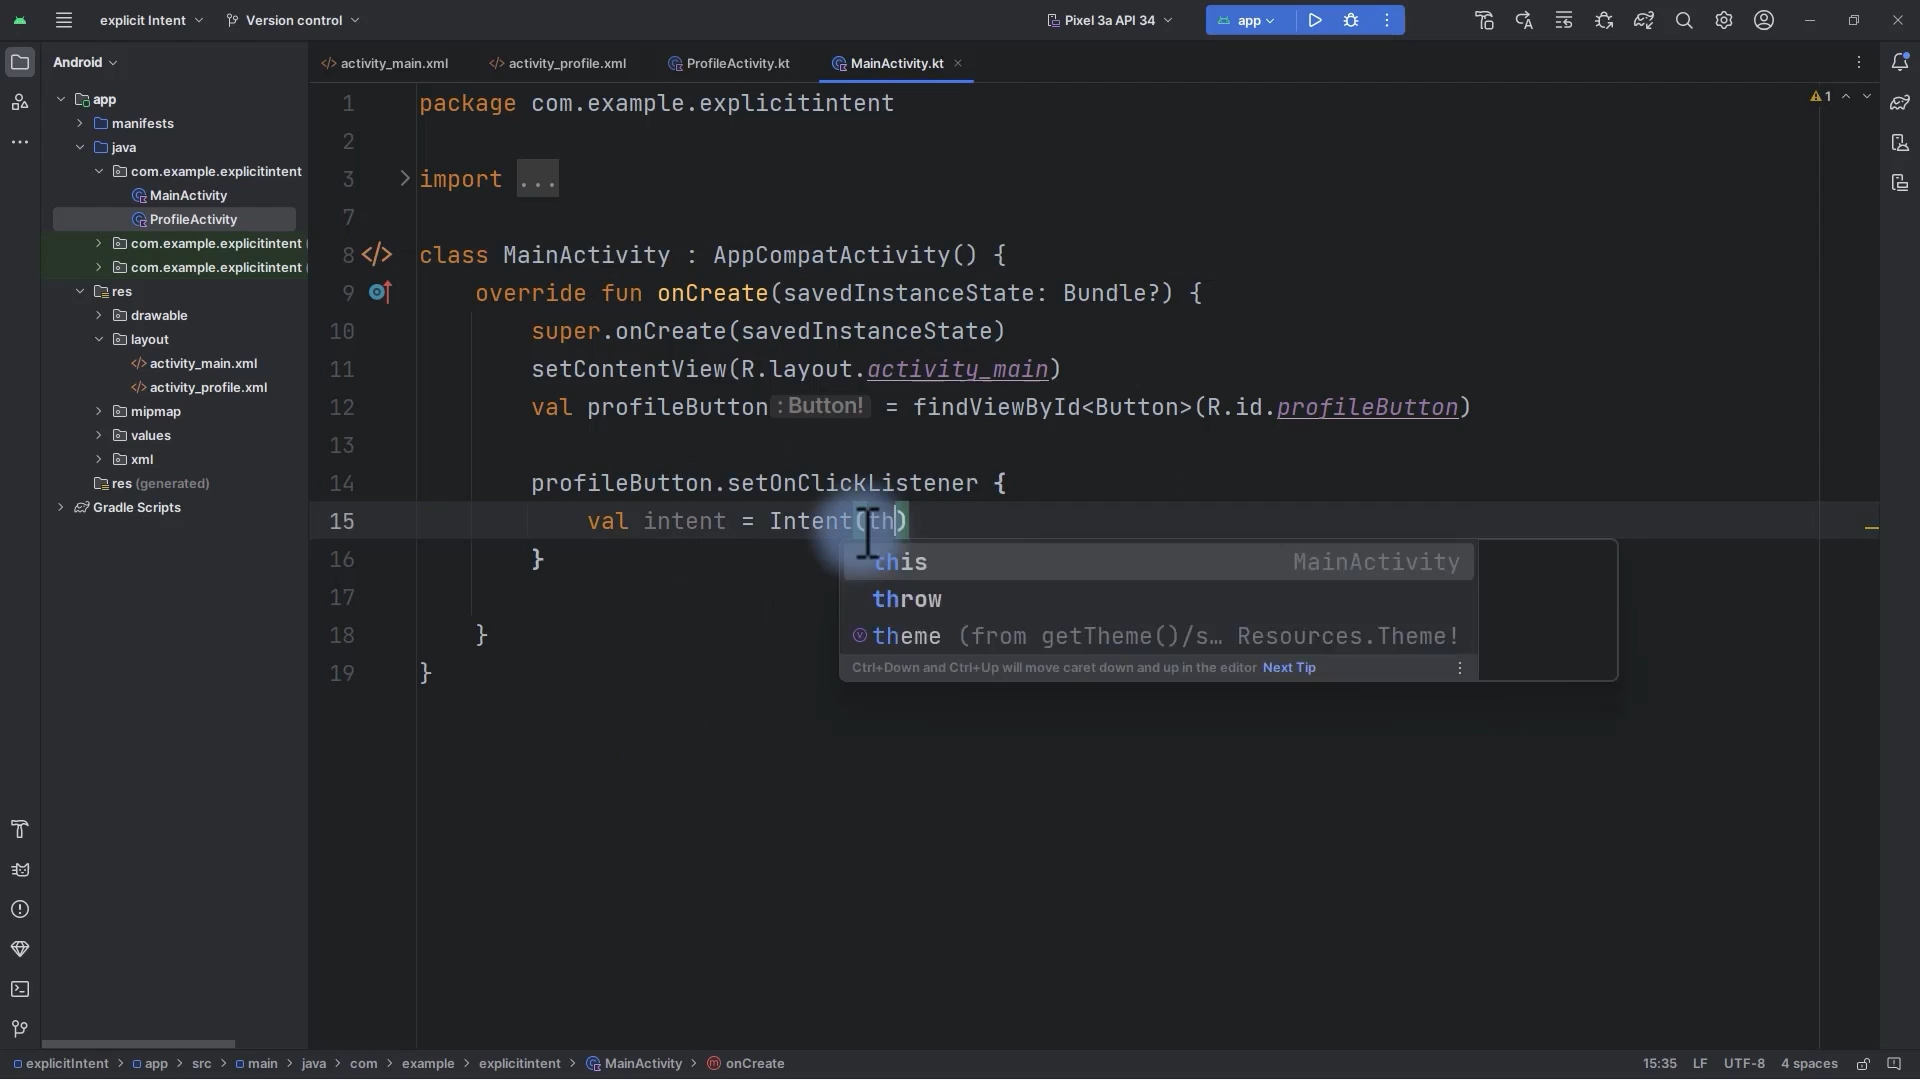 explicit Intent
Version control
Pixel 3a API 34
app
Android
activity_main.xml
activity_profile.xml
ProfileActivity.kt
MainActivity.kt
app
manifests
java
com.example.explicitintent
MainActivity
ProfileActivity
com.example.explicitintent
com.example.explicitintent
res
drawable
layout
activity_main.xml
activity_profile.xml
mipmap
values
xml
res (generated)
Gradle Scripts
1 package com.example.explicitintent
2
3 import ...
7
8 class MainActivity : AppCompatActivity() {
9 override fun onCreate(savedInstanceState: Bundle?) {
10 super.onCreate(savedInstanceState)
11 setContentView(R.layout.activity_main)
12 val profileButton : Button! = findViewById<Button>(R.id.profileButton)
13
14 profileButton.setOnClickListener {
15 val intent = Intent(th)
16 }
17
18 }
19 }
1
this MainActivity
throw
theme (from getTheme()/s... Resources.Theme!
Ctrl+Down and Ctrl+Up will move caret down and up in the editor Next Tip
explicitIntent > app > src > main > java > com > example > explicitintent > MainActivity > onCreate
15:35 LF UTF-8 4 spaces